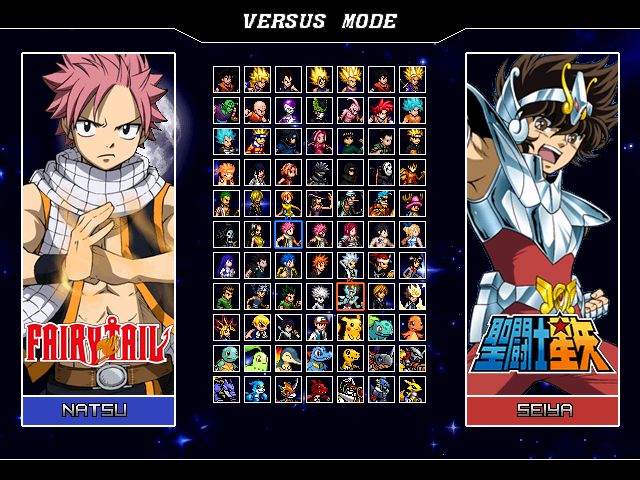 VERSUS MODE
FAIRY TAIL
NATSU
聖闘士星矢
SEIYA